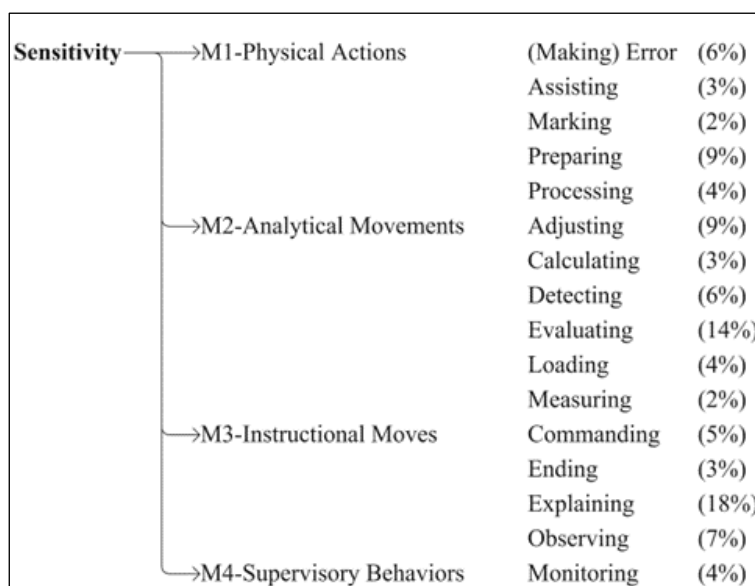 Sensitivity M1-Physical Actions (Making) Error (6%)
Assisting (3%)
Marking (2%)
Preparing (9%)
Processing (4%)
M2-Analytical Movements Adjusting (9%)
Calculating (3%)
Detecting (6%)
Evaluating (14%)
Loading (4%)
Measuring (2%)
M3-Instructional Moves Commanding (5%)
Ending (3%)
Explaining (18%)
Observing (7%)
M4-Supervisory Behaviors Monitoring (4%)